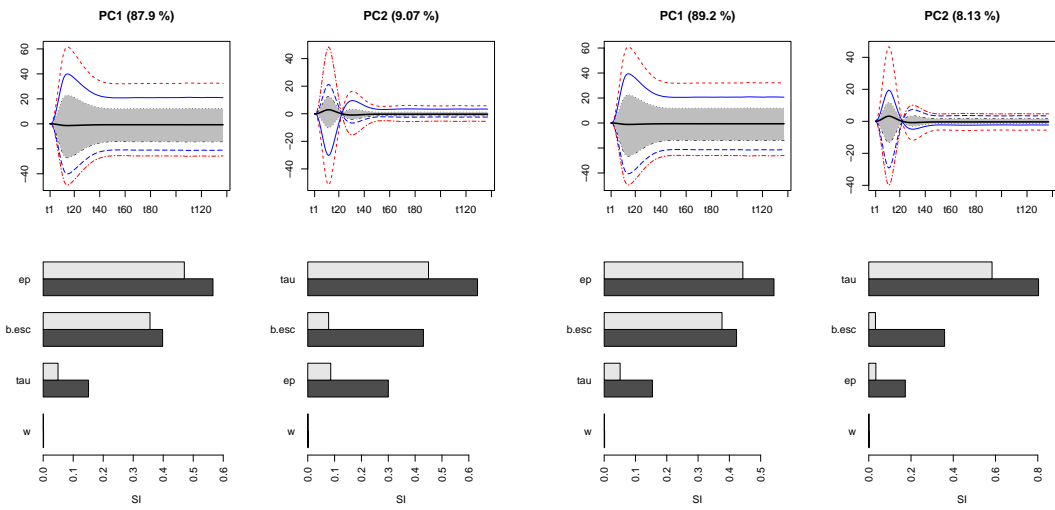 PC1 (87.9 %)
PC2 (9.07 %)
PC1 (89.2 %)
PC2 (8.13 %)
−40 0 20 40 60
−40 0 20 40
−40 0 20 40 60
−40 −20 0 20 40
t1 t20 t40 t60 t80 t120
t1 t20 t40 t60 t80 t120
t1 t20 t40 t60 t80 t120
t1 t20 t40 t60 t80 t120
ep
b.esc
tau
w
0.0 0.1 0.2 0.3 0.4 0.5 0.6
SI
tau
b.esc
ep
w
0.0 0.1 0.2 0.3 0.4 0.5 0.6
SI
ep
b.esc
tau
w
0.0 0.1 0.2 0.3 0.4 0.5
SI
tau
b.esc
ep
w
0.0 0.2 0.4 0.6 0.8
SI